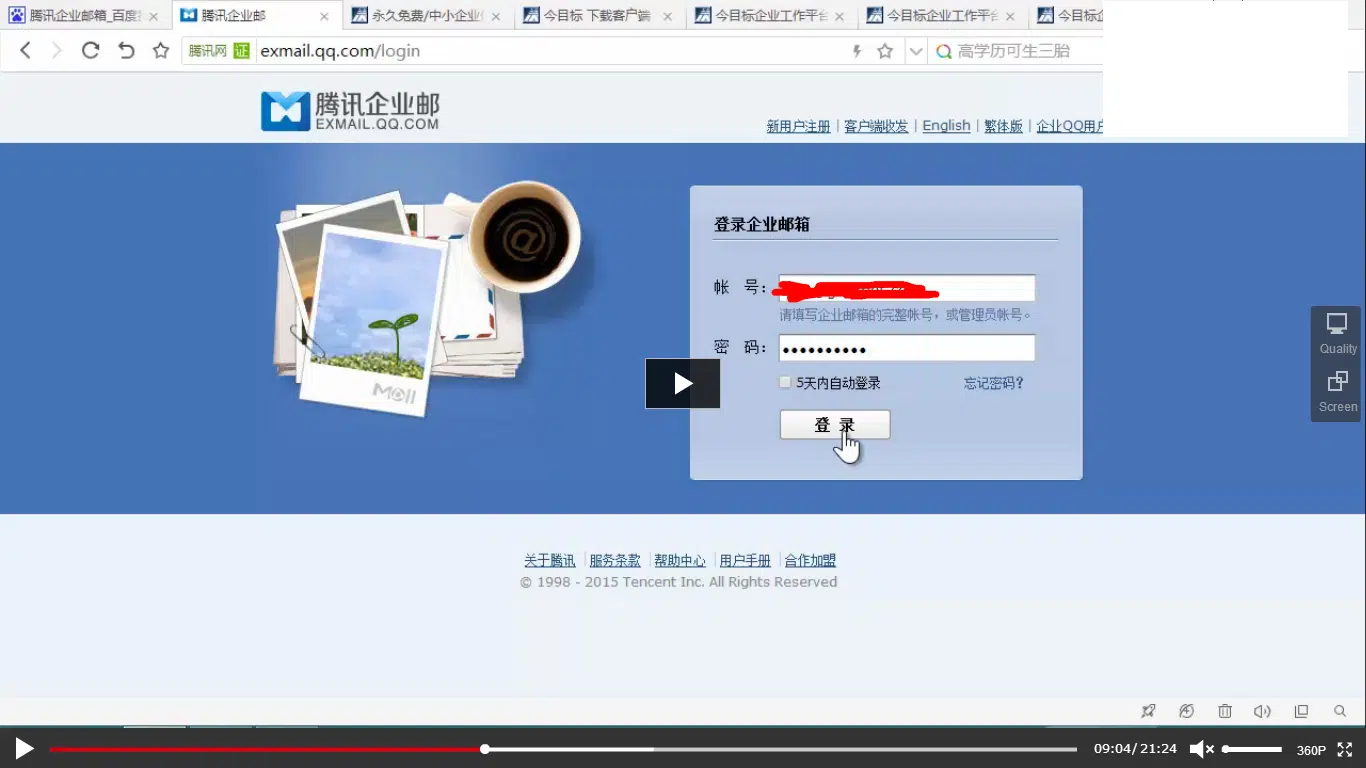 腾讯企业邮箱_百度
腾讯企业邮
永久免费/中小企业
今目标 下载客户端
今目标企业工作平台
今目标企业工作平台
今目标
腾讯网 证 exmail.qq.com/login
高学历可生三胎
腾讯企业邮
EXMAIL.QQ.COM
新用户注册 | 客户端收发 | English | 繁体版 | 企业QQ用户
登录企业邮箱
帐 号:
请填写企业邮箱的完整帐号，或管理员帐号。
密 码:
5天内自动登录
忘记密码?
登 录
Mail
Quality
Screen
关于腾讯 | 服务条款 | 帮助中心 | 用户手册 | 合作加盟
© 1998 - 2015 Tencent Inc. All Rights Reserved
09:04/21:24
360P